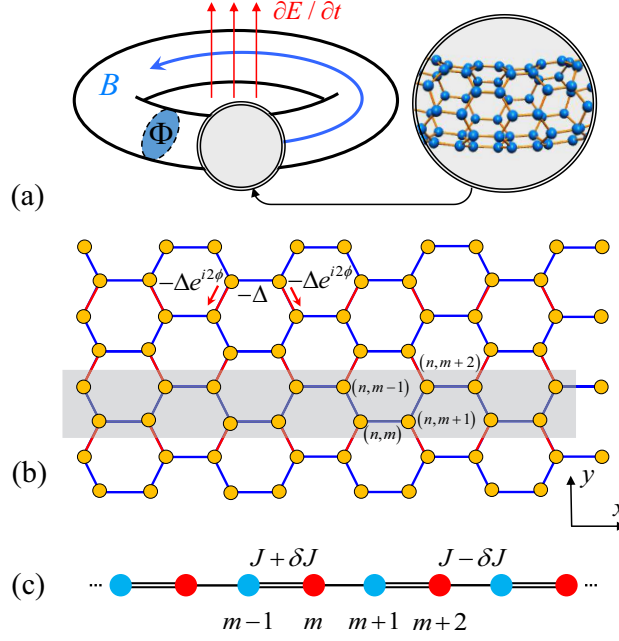 ∂E / ∂t
B
Φ
(a)
−Δe^{i2φ} −Δ −Δe^{i2φ}
(n, m+2)
(n, m−1)
(n, m) (n, m+1)
(b)
y
x
J + δJ J − δJ
(c) ... ...
m−1 m m+1 m+2